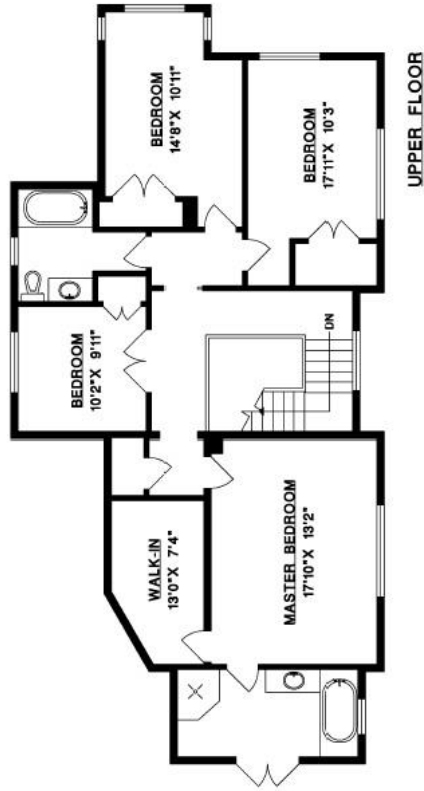 UPPER FLOOR
BEDROOM
14'8"X 10'11"
BEDROOM
17'11"X 10'3"
BEDROOM
10'2"X 9'11"
DN
WALK-IN
13'0"X 7'4"
MASTER BEDROOM
17'10"X 13'2"